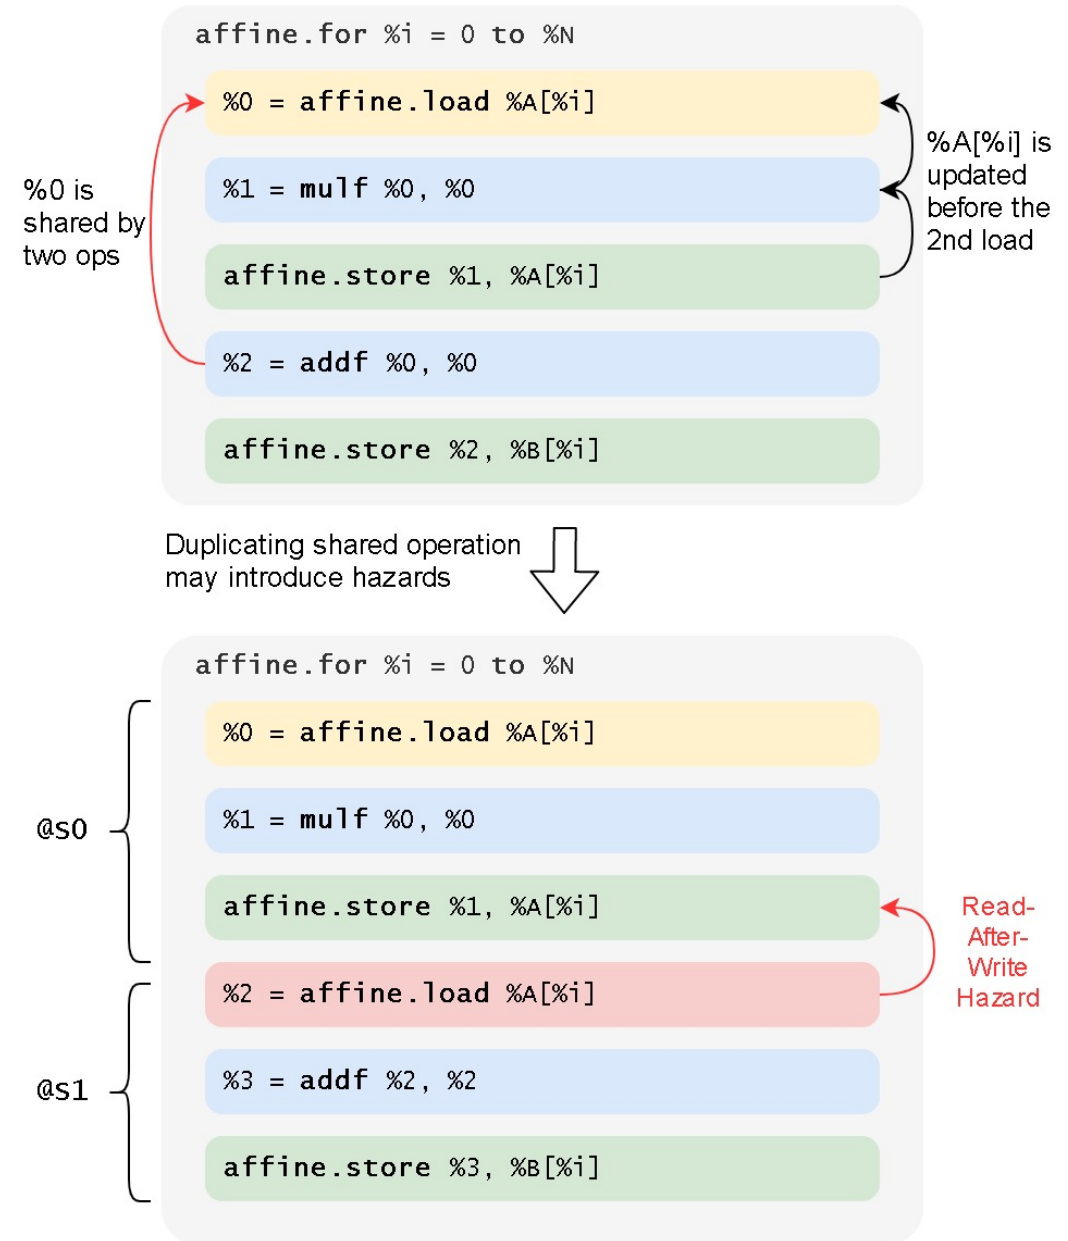 affine.for %i = 0 to %N
%0 = affine.load %A[%i]
%1 = mulf %0, %0
affine.store %1, %A[%i]
%2 = addf %0, %0
affine.store %2, %B[%i]
%0 is
shared by
two ops
%A[%i] is
updated
before the
2nd load
Duplicating shared operation
may introduce hazards
affine.for %i = 0 to %N
@s0
%0 = affine.load %A[%i]
%1 = mulf %0, %0
affine.store %1, %A[%i]
@s1
%2 = affine.load %A[%i]
%3 = addf %2, %2
affine.store %3, %B[%i]
Read-
After-
Write
Hazard